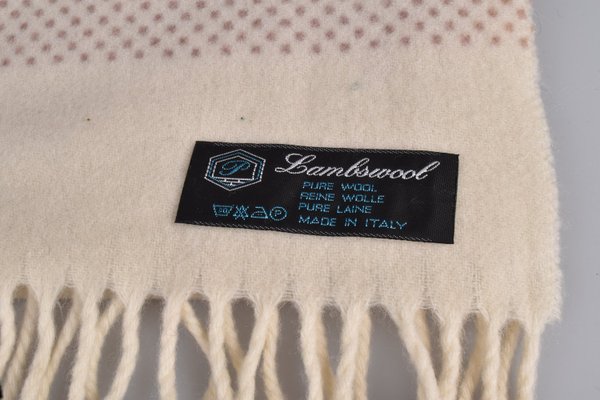 P
Lambswool
PURE WOOL
REINE WOLLE
PURE LAINE
P
MADE IN ITALY